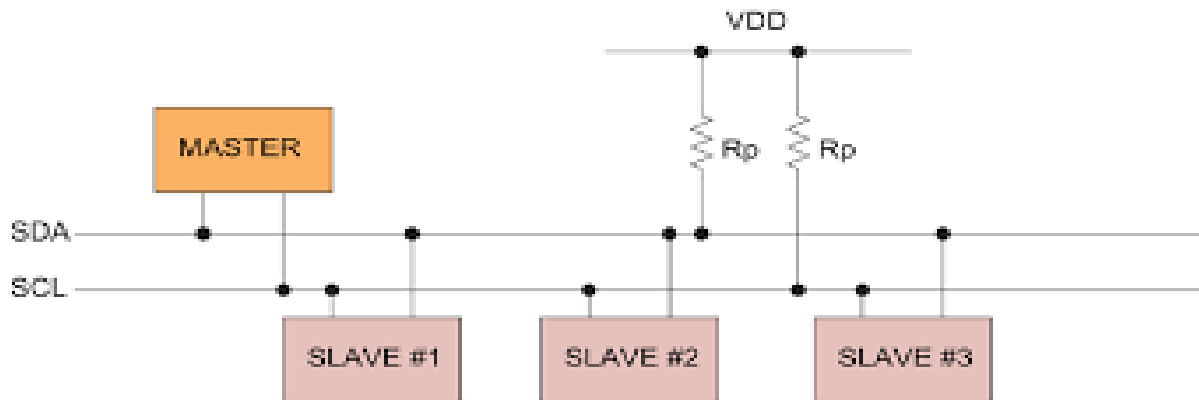 VDD
MASTER
Rp
Rp
SDA
SCL
SLAVE #1
SLAVE #2
SLAVE #3